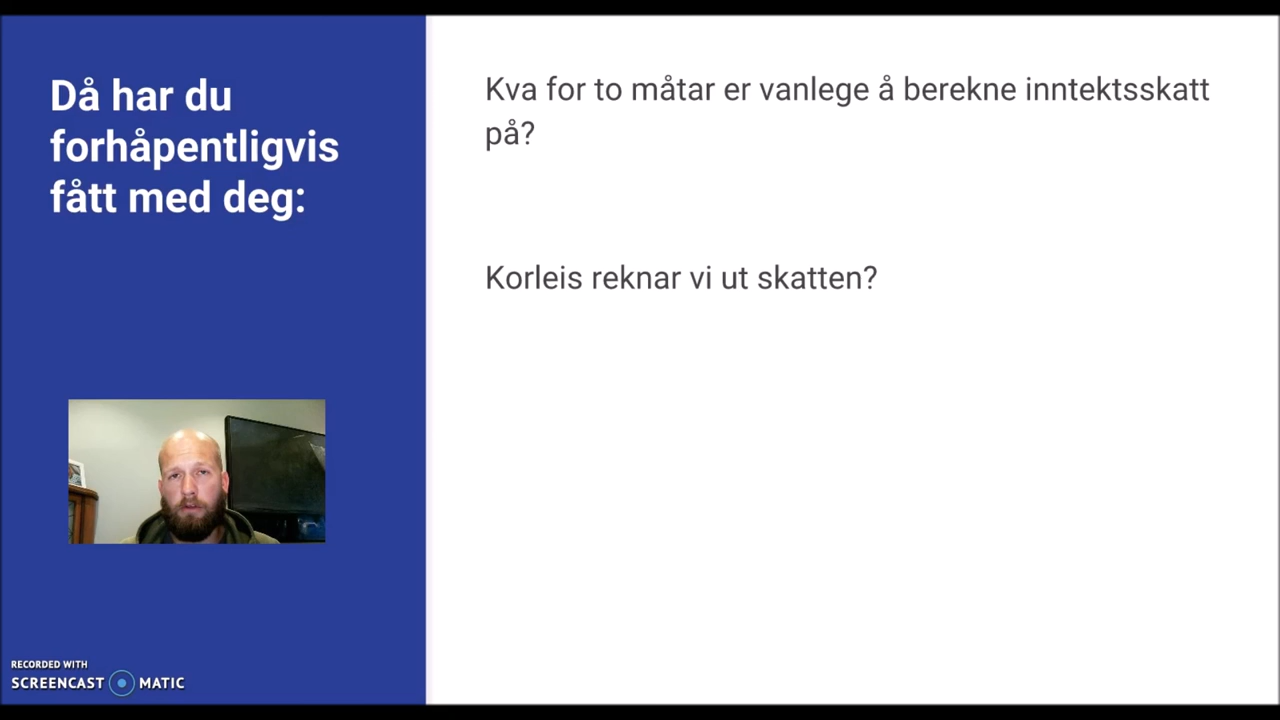 Då har du
forhåpentligvis
fått med deg:
Kva for to måtar er vanlege å berekne inntektsskatt
på?
Korleis reknar vi ut skatten?
RECORDED WITH
SCREENCAST MATIC